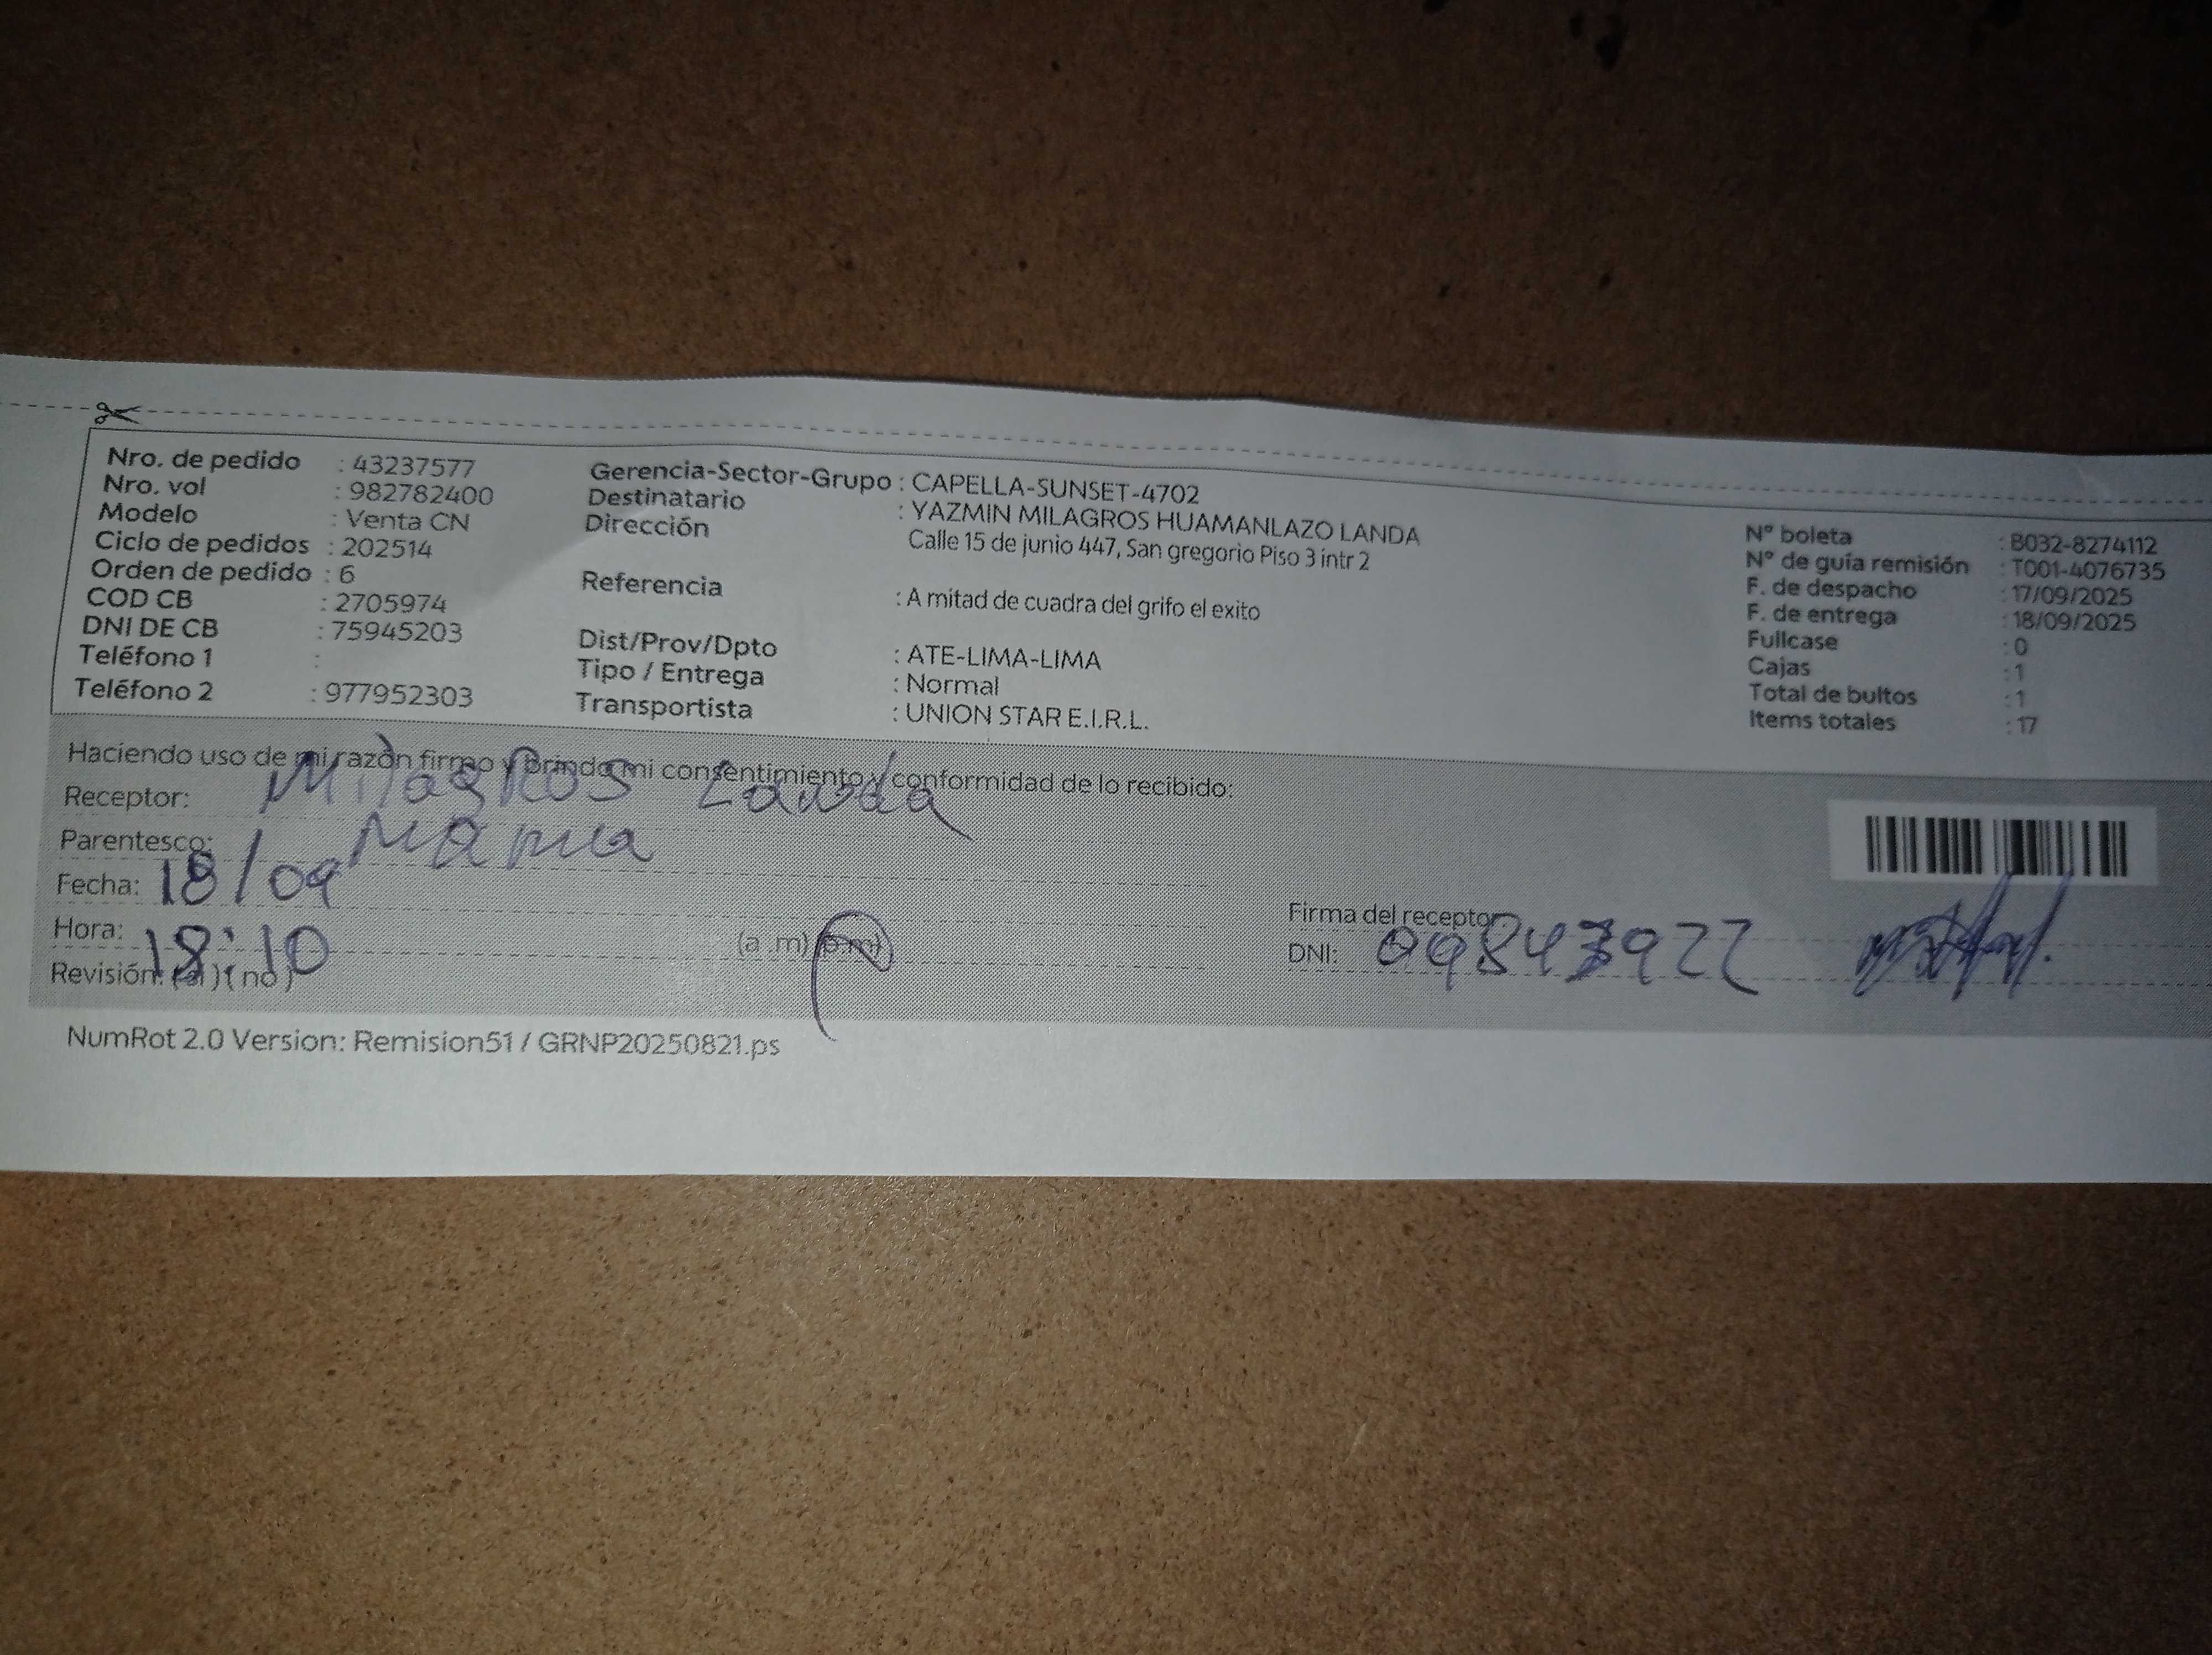 Nro. de pedido : 43237577
Nro. vol : 982782400
Modelo : Venta CN
Ciclo de pedidos : 202514
Orden de pedido : 6
COD CB : 2705974
DNI DE CB : 75945203
Teléfono 1 :
Teléfono 2 : 977952303
Gerencia-Sector-Grupo : CAPELLA-SUNSET-4702
Destinatario : YAZMIN MILAGROS HUAMANLAZO LANDA
Dirección Calle 15 de junio 447, San gregorio Piso 3 intr 2
Referencia : A mitad de cuadra del grifo el exito
Dist/Prov/Dpto : ATE-LIMA-LIMA
Tipo / Entrega : Normal
Transportista : UNION STAR E.I.R.L.
N° boleta : B032-8274112
N° de guía remisión : T001-4076735
F. de despacho : 17/09/2025
F. de entrega : 18/09/2025
Fullcase : 0
Cajas : 1
Total de bultos : 1
Items totales : 17
Haciendo uso de mi razón firmo y brindo mi consentimiento y conformidad de lo recibido:
Receptor: Milagros Landa
Parentesco: Mama
Fecha: 18/09
Hora: 18:10 (a .m) (p.m)
Revisión: (si )( no )
Firma del receptor
DNI: 09843922
NumRot 2.0 Version: Remision51 / GRNP20250821.ps